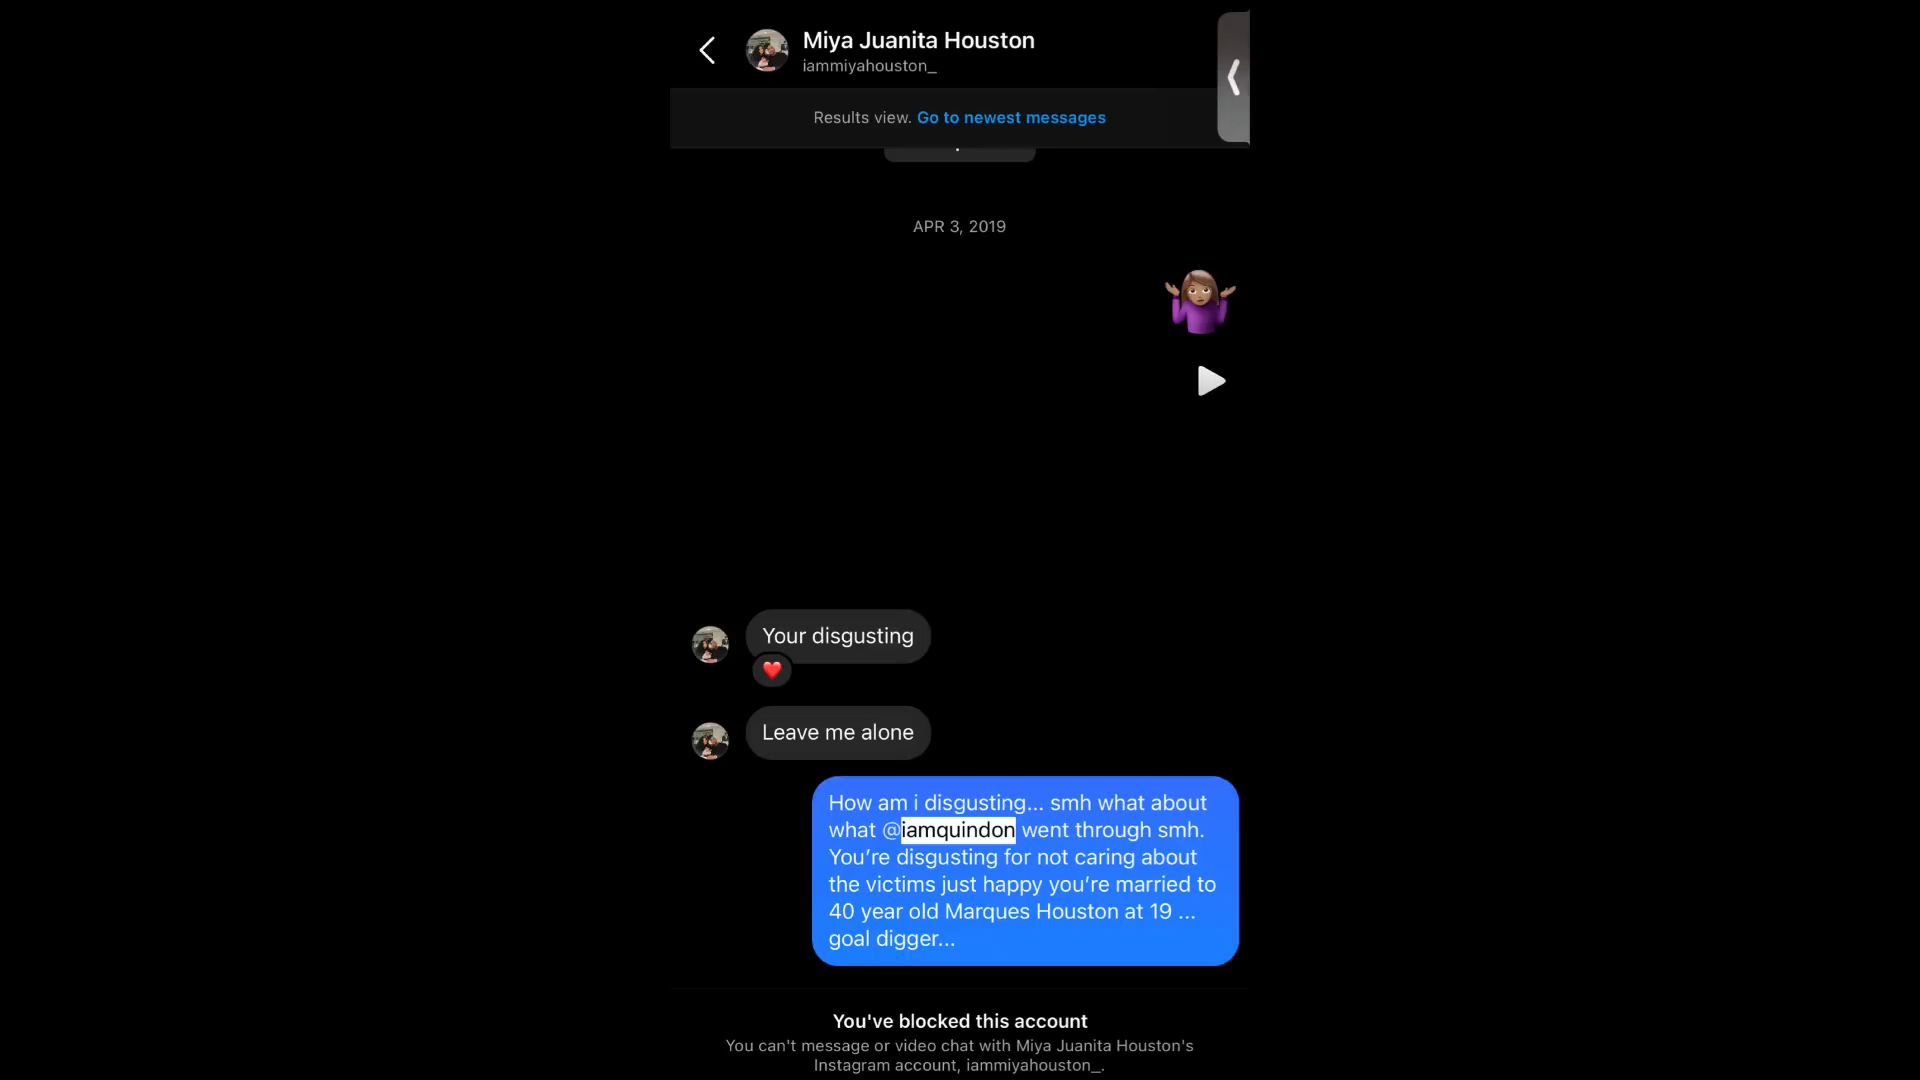 Miya Juanita Houston
iammiyahouston_
Results view. Go to newest messages
APR 3, 2019
Your disgusting
Leave me alone
How am i disgusting... smh what about
what @iamquindon went through smh.
You're disgusting for not caring about
the victims just happy you're married to
40 year old Marques Houston at 19 ...
goal digger...
You've blocked this account
You can't message or video chat with Miya Juanita Houston's
Instagram account, iammiyahouston_.